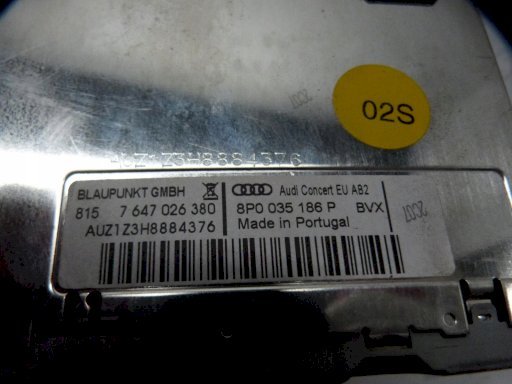 02S
AUZ1Z3H8884376
BLAUPUNKT GMBH
815 7 647 026 380
AUZ1Z3H8884376
Audi Concert EU AB2
8P0 035 186 P BVX
Made in Portugal